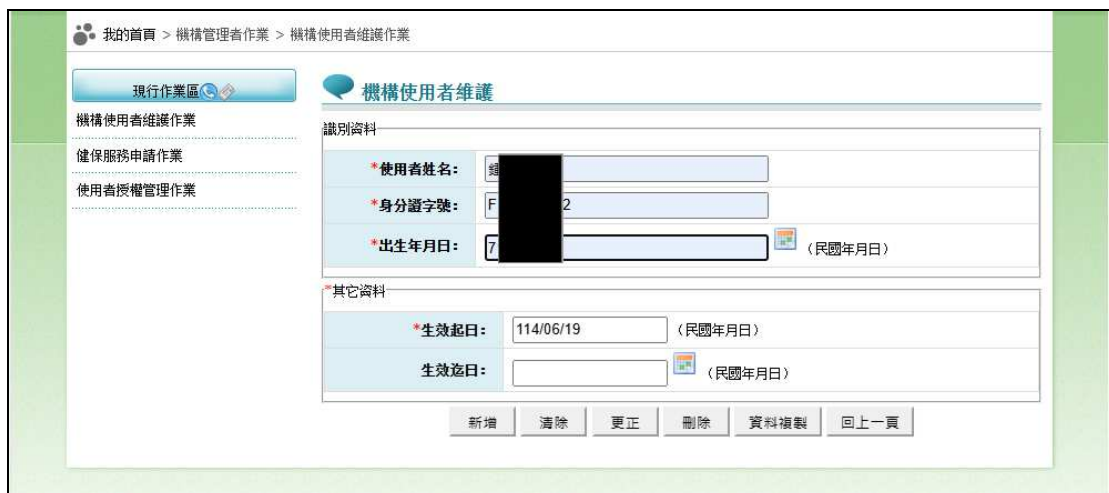 我的首頁 > 機構管理者作業 > 機構使用者維護作業
現行作業區
機構使用者維護作業
健保服務申請作業
使用者授權管理作業
機構使用者維護
識別資料
*使用者姓名：
*身分證字號： F 2
*出生年月日： 7 （民國年月日）
*其它資料
*生效起日： 114/06/19 （民國年月日）
生效迄日： （民國年月日）
新增 清除 更正 刪除 資料複製 回上一頁